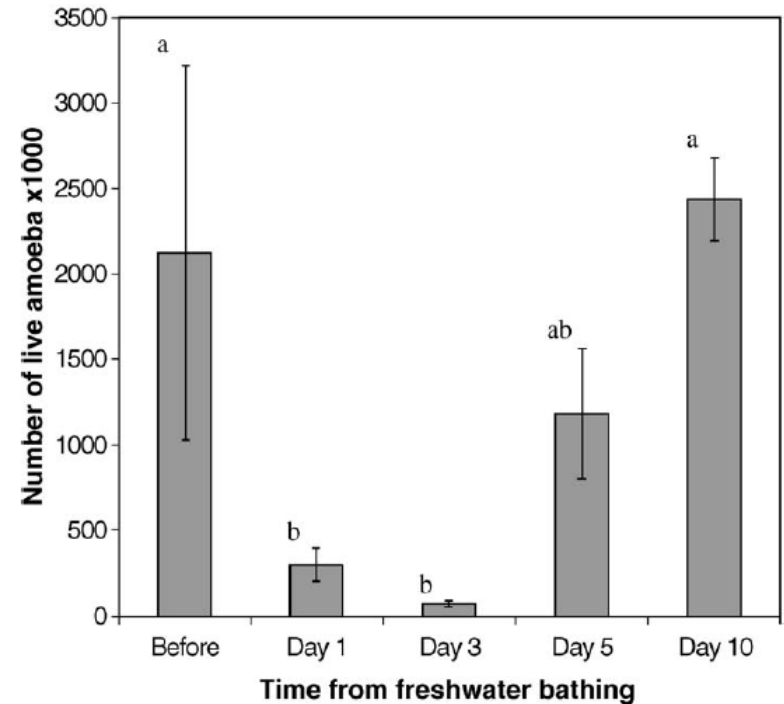 3500
3000
2500
2000
1500
1000
500
0
Number of live amoeba x1000
a
b
b
ab
a
Before Day 1 Day 3 Day 5 Day 10
Time from freshwater bathing